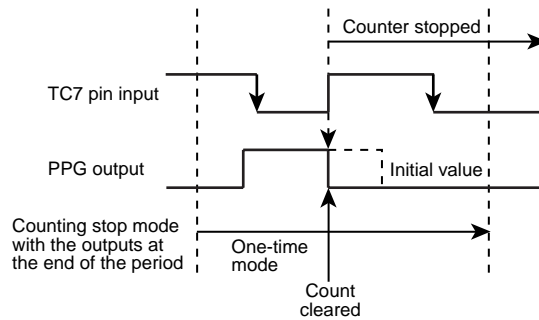 Counter stopped
TC7 pin input
PPG output
Initial value
Counting stop mode
with the outputs at
the end of the period
One-time
mode
Count
cleared